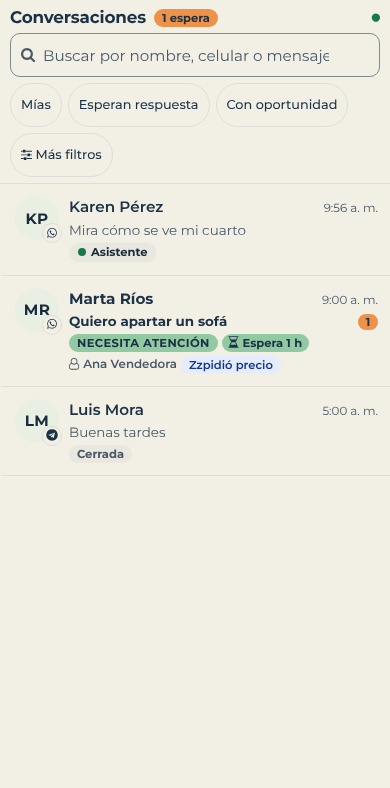 Conversaciones 1 espera
Buscar por nombre, celular o mensaje
Mías Esperan respuesta Con oportunidad
Más filtros
KP Karen Pérez 9:56 a. m.
Mira cómo se ve mi cuarto
Asistente
MR Marta Ríos 9:00 a. m.
Quiero apartar un sofá 1
NECESITA ATENCIÓN Espera 1 h
Ana Vendedora Zzpidió precio
LM Luis Mora 5:00 a. m.
Buenas tardes
Cerrada